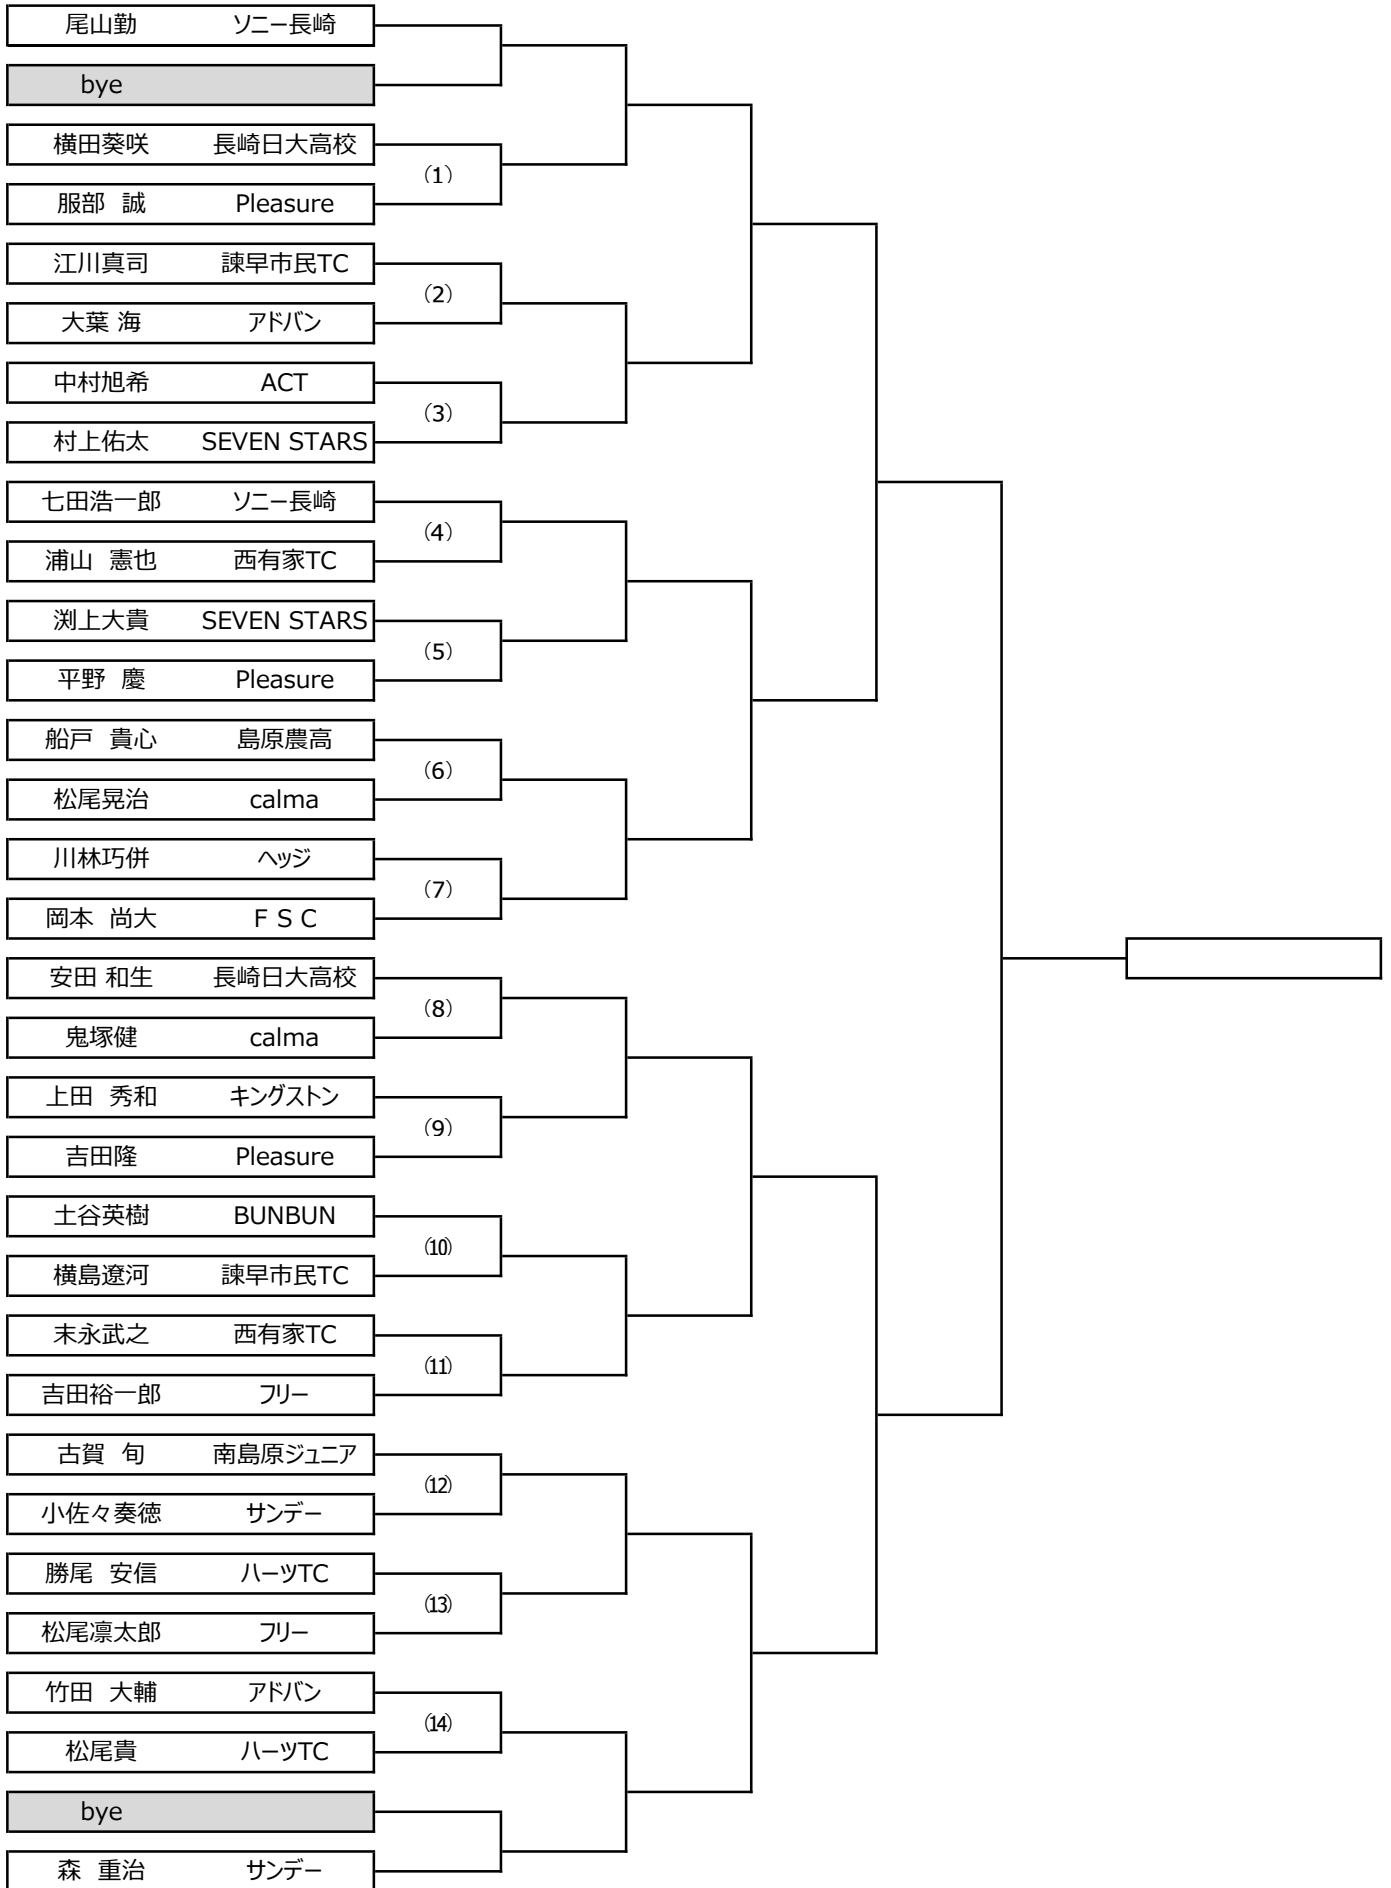 尾山勤 ソニー長崎
bye
横田葵咲 長崎日大高校
(1)
服部 誠 Pleasure
江川真司 諫早市民TC
(2)
大葉 海 アドバン
中村旭希 ACT
(3)
村上佑太 SEVEN STARS
七田浩一郎 ソニー長崎
(4)
浦山 憲也 西有家TC
渕上大貴 SEVEN STARS
(5)
平野 慶 Pleasure
船戸 貴心 島原農高
(6)
松尾晃治 calma
川林巧併 ヘッジ
(7)
岡本 尚大 F S C
安田 和生 長崎日大高校
(8)
鬼塚健 calma
上田 秀和 キングストン
(9)
吉田隆 Pleasure
土谷英樹 BUNBUN
(10)
横島遼河 諫早市民TC
末永武之 西有家TC
(11)
吉田裕一郎 フリー
古賀 旬 南島原ジュニア
(12)
小佐々奏徳 サンデー
勝尾 安信 ハーツTC
(13)
松尾凛太郎 フリー
竹田 大輔 アドバン
(14)
松尾貴 ハーツTC
bye
森 重治 サンデー